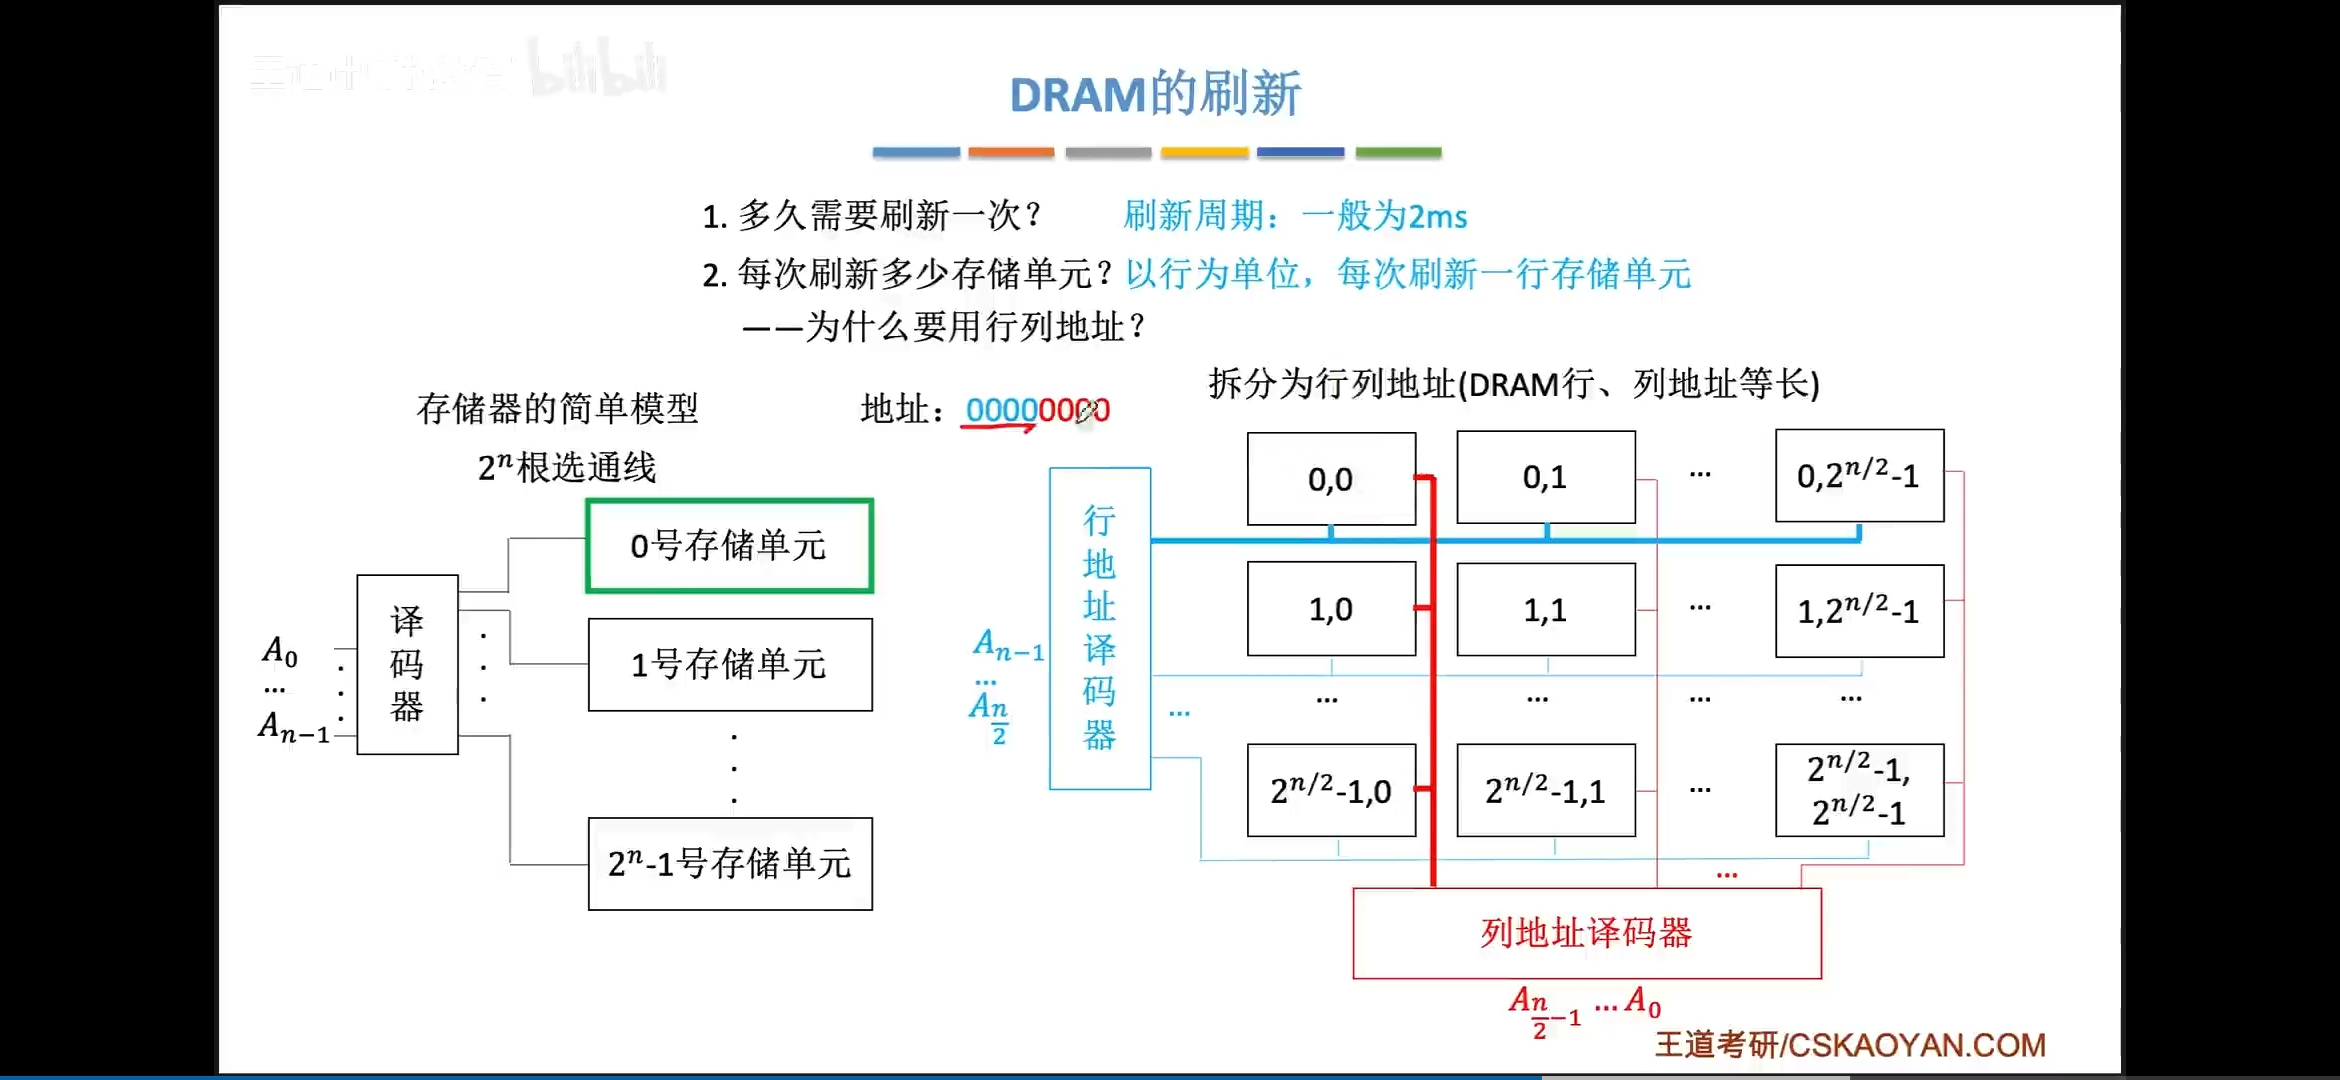 bilibili
DRAM的刷新
1. 多久需要刷新一次？ 刷新周期：一般为2ms
2. 每次刷新多少存储单元？以行为单位，每次刷新一行存储单元
——为什么要用行列地址？
存储器的简单模型
2ⁿ根选通线
地址：00000000
拆分为行列地址(DRAM行、列地址等长)
A₀
...
Aₙ₋₁
译码器
0号存储单元
1号存储单元
2ⁿ-1号存储单元
行地址译码器
Aₙ₋₁
...
A_{n/2}
...
0,0
0,1
...
0,2^{n/2}-1
1,0
1,1
...
1,2^{n/2}-1
...
...
...
...
2^{n/2}-1,0
2^{n/2}-1,1
...
2^{n/2}-1,
2^{n/2}-1
...
列地址译码器
A_{n/2-1} ...A₀
王道考研/CSKAOYAN.COM